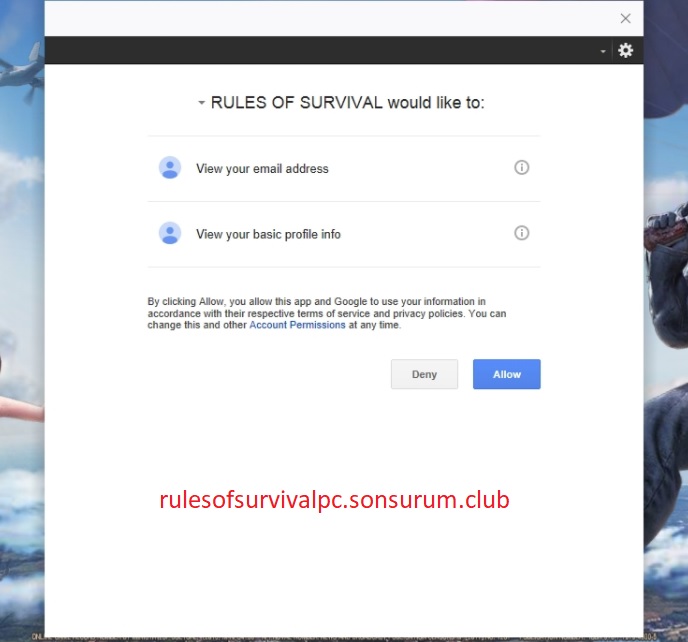 RULES OF SURVIVAL would like to:
View your email address
View your basic profile info
By clicking Allow, you allow this app and Google to use your information in
accordance with their respective terms of service and privacy policies. You can
change this and other Account Permissions at any time.
Deny
Allow
rulesofsurvivalpc.sonsurum.club